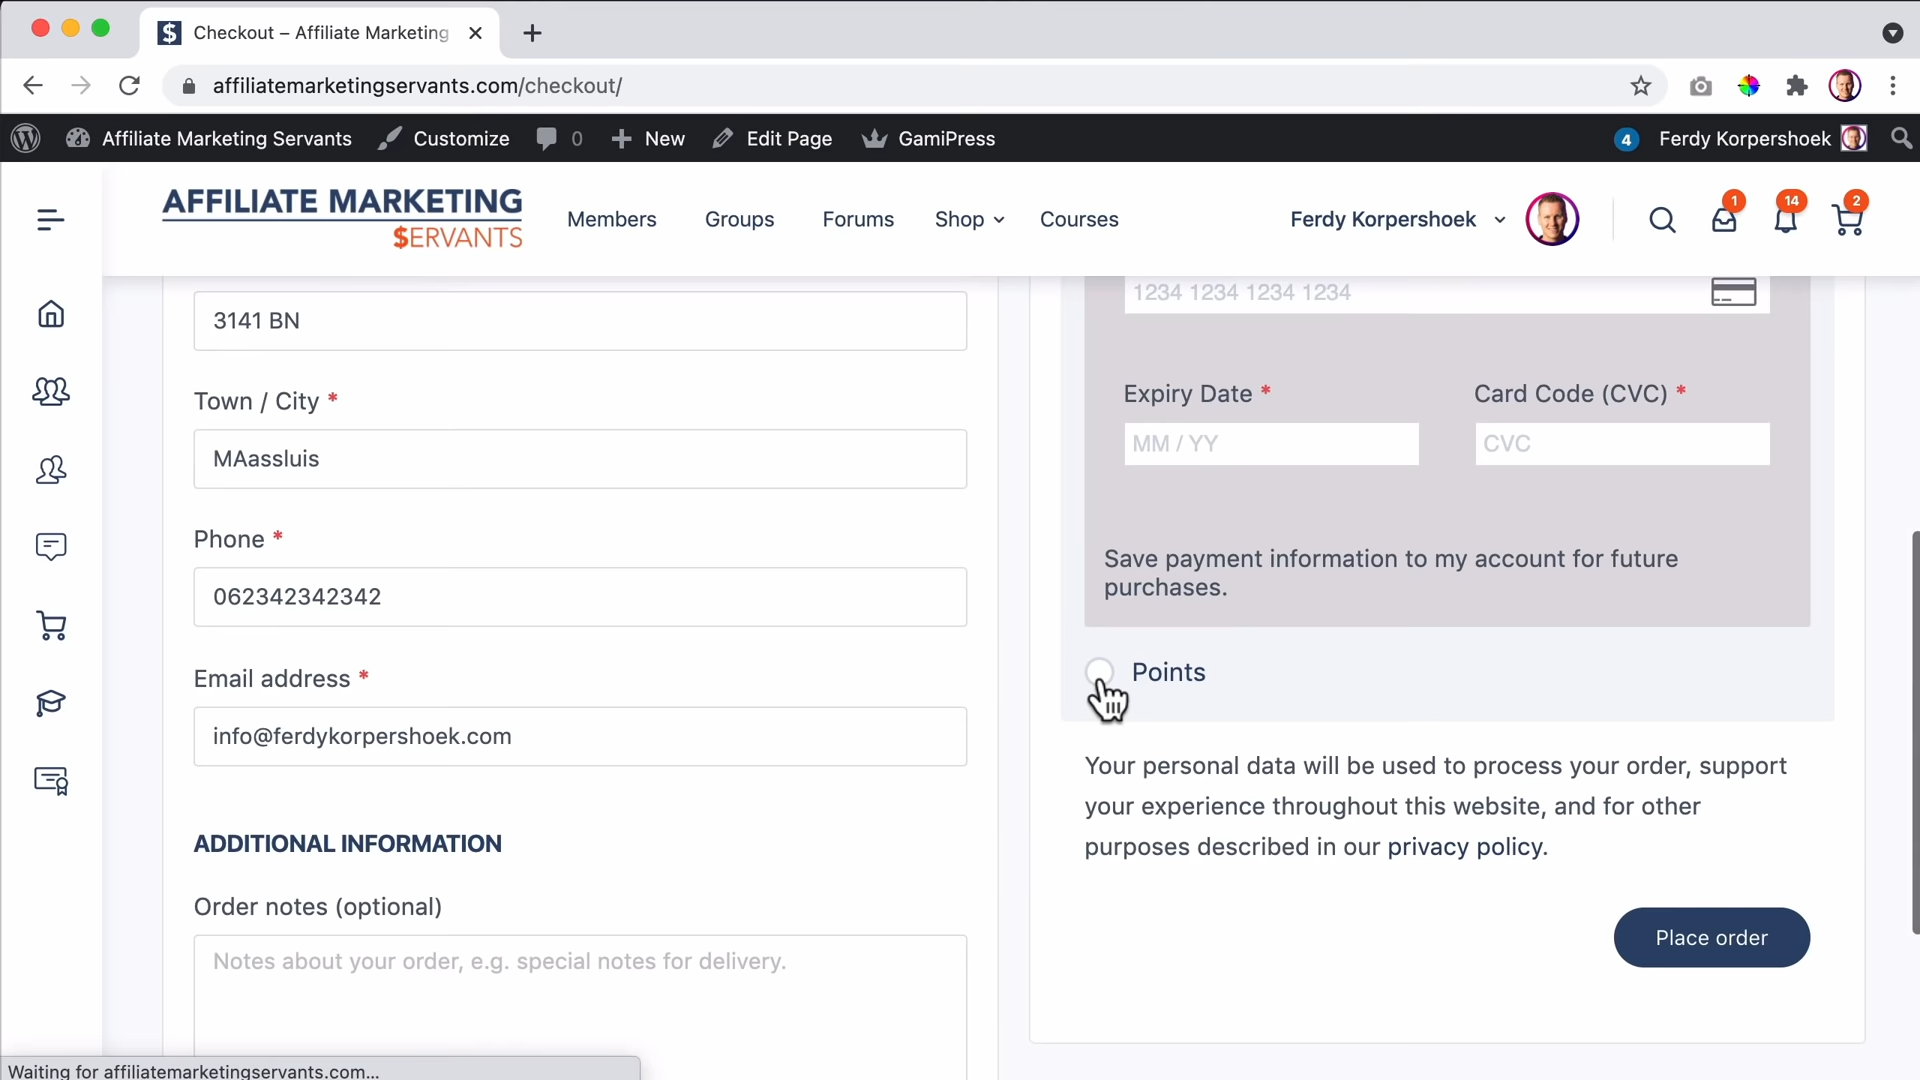 Checkout – Affiliate Marketing
affiliatemarketingservants.com/checkout/
Affiliate Marketing Servants Customize 0 New Edit Page GamiPress 4 Ferdy Korpershoek
AFFILIATE MARKETING
$ERVANTS
Members Groups Forums Shop Courses Ferdy Korpershoek 1 14 2
3141 BN
Town / City *
MAassluis
Phone *
062342342342
Email address *
info@ferdykorpershoek.com
ADDITIONAL INFORMATION
Order notes (optional)
Notes about your order, e.g. special notes for delivery.
1234 1234 1234 1234
Expiry Date * Card Code (CVC) *
MM / YY CVC
Save payment information to my account for future
purchases.
Points
Your personal data will be used to process your order, support
your experience throughout this website, and for other
purposes described in our privacy policy.
Place order
Waiting for affiliatemarketingservants.com...